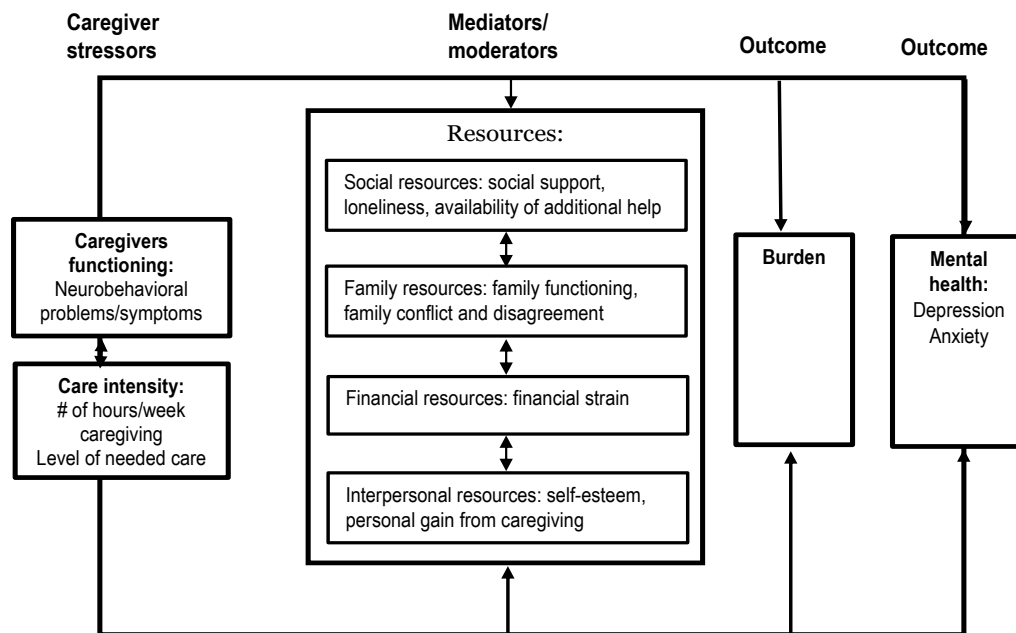 Caregiver
stressors
Mediators/
moderators
Outcome
Outcome
Resources:
Social resources: social support,
loneliness, availability of additional help
Family resources: family functioning,
family conflict and disagreement
Financial resources: financial strain
Interpersonal resources: self-esteem,
personal gain from caregiving
Caregivers
functioning:
Neurobehavioral
problems/symptoms
Care intensity:
# of hours/week
caregiving
Level of needed care
Burden
Mental
health:
Depression
Anxiety